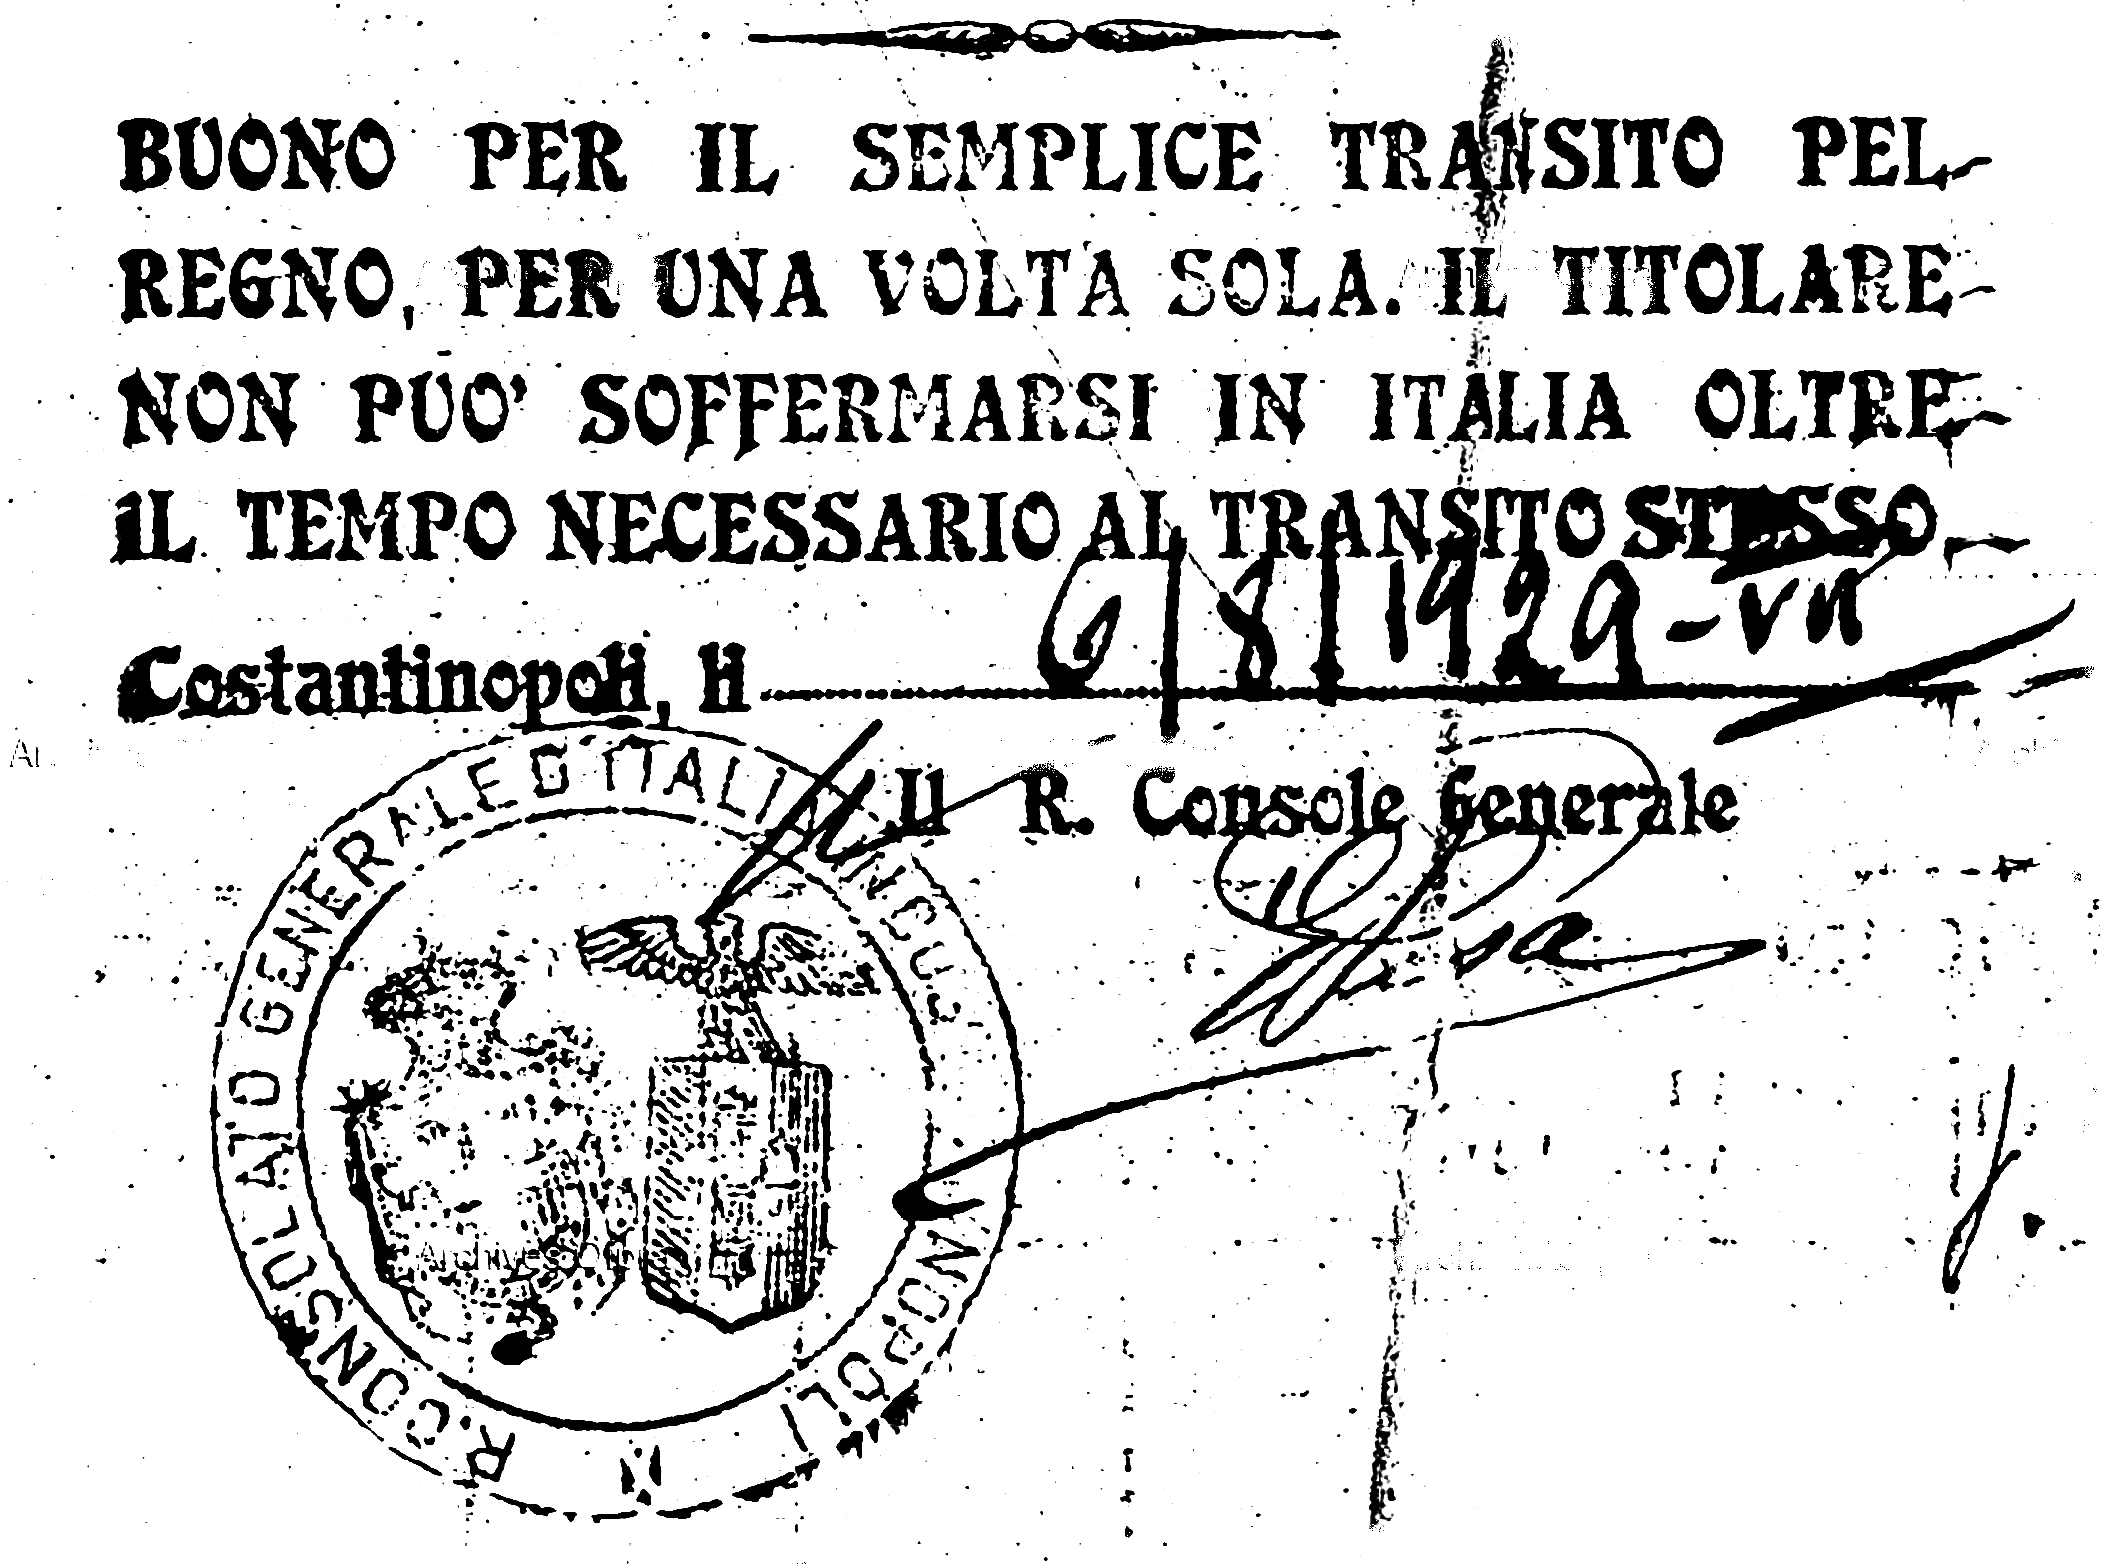 BUONO PER IL SEMPLICE TRANSITO PEL
REGNO, PER UNA VOLTA SOLA. IL TITOLARE
NON PUO' SOFFERMARSI IN ITALIA OLTRE
IL TEMPO NECESSARIO AL TRANSITO STESSO.
Costantinopoli, li 6/8/1929-VII
Il R. Console Generale
R. CONSOLATO GENERALE D'ITALIA IN COSTANTINOPOLI